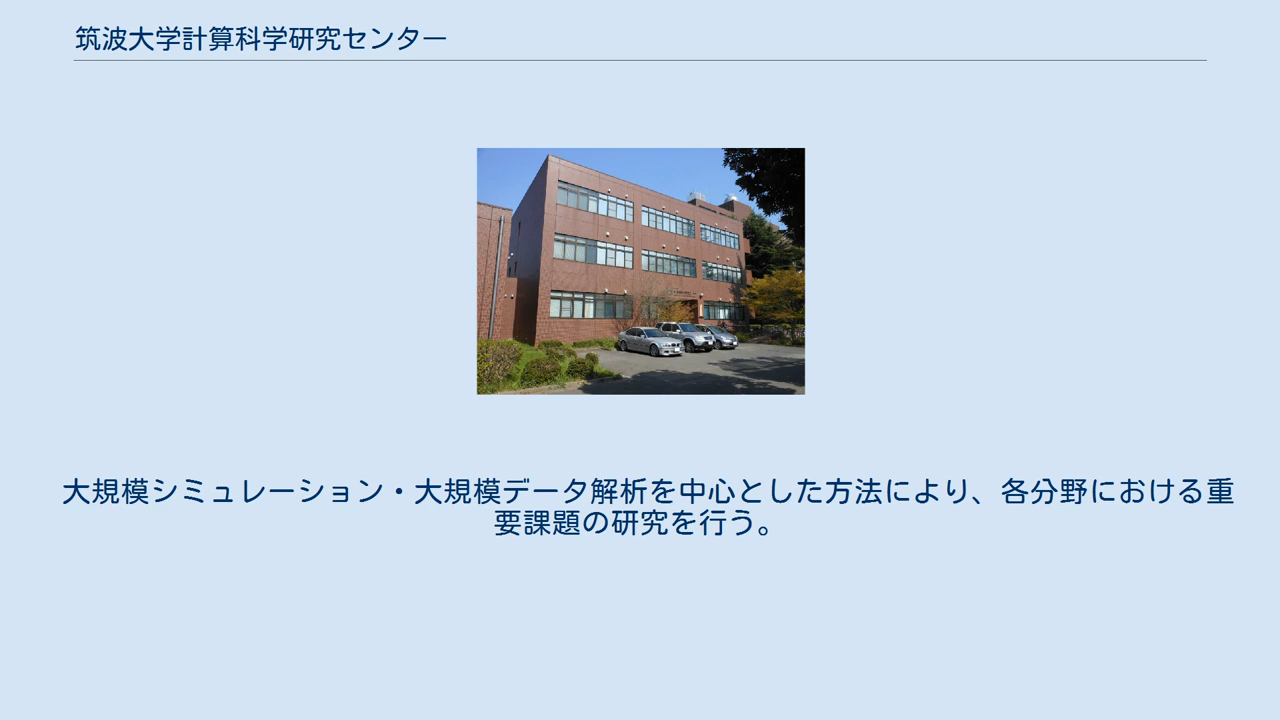 筑波大学計算科学研究センター
大規模シミュレーション・大規模データ解析を中心とした方法により、各分野における重
要課題の研究を行う。